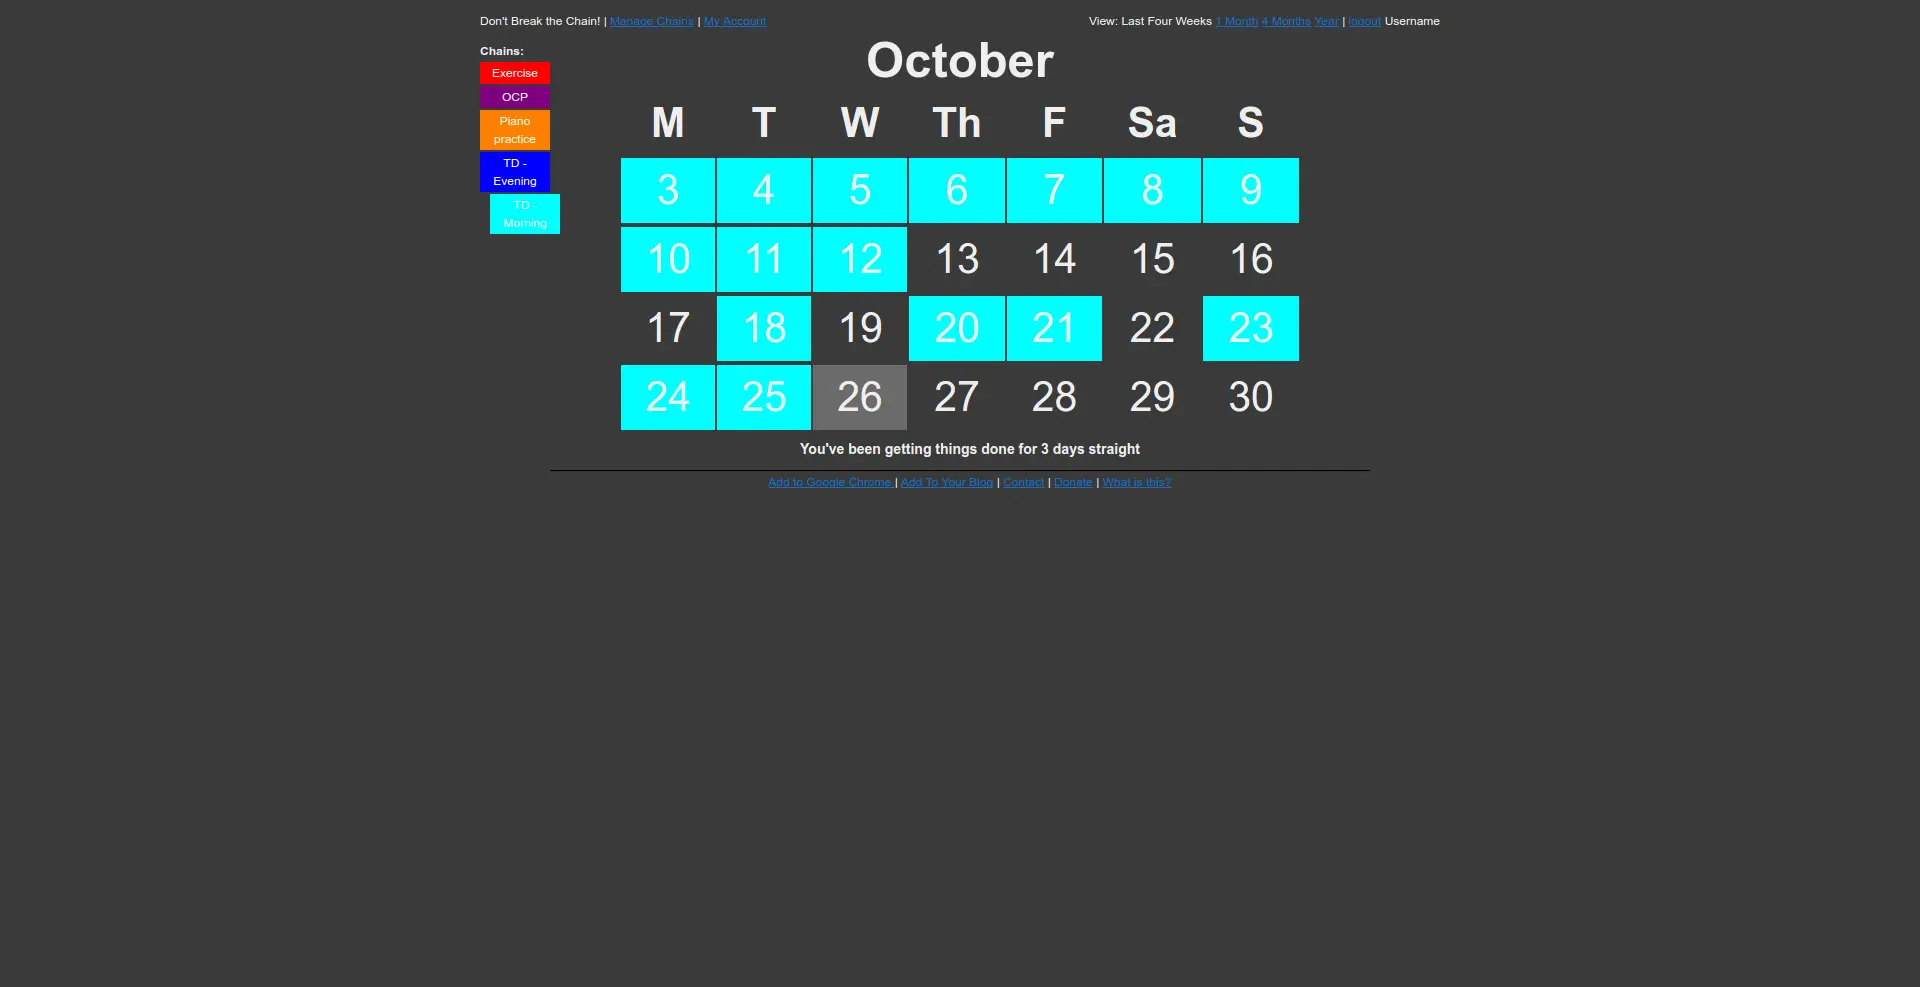 Don't Break the Chain! | Manage Chains | My Account
View: Last Four Weeks 1 Month 4 Months Year | logout Username
Chains:
Exercise
OCP
Piano
practice
TD -
Evening
TD -
Morning
October
M T W Th F Sa S
3 4 5 6 7 8 9
10 11 12 13 14 15 16
17 18 19 20 21 22 23
24 25 26 27 28 29 30
You've been getting things done for 3 days straight
Add to Google Chrome | Add To Your Blog | Contact | Donate | What is this?